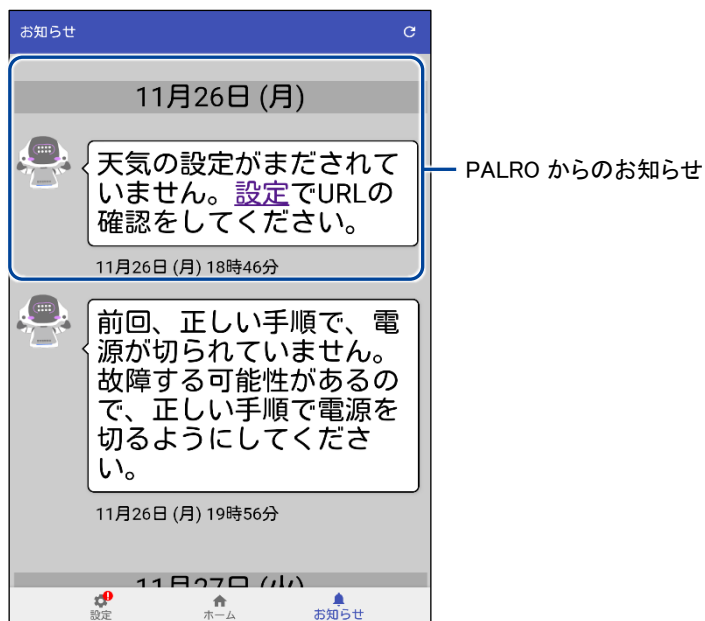 お知らせ
11月26日 (月)
天気の設定がまだされて
いません。設定でURLの
確認をしてください。
11月26日 (月) 18時46分
PALRO からのお知らせ
前回、正しい手順で、電
源が切られていません。
故障する可能性があるの
で、正しい手順で電源を
切るようにしてくださ
い。
11月26日 (月) 19時56分
11月27日 (火)
設定
ホーム
お知らせ